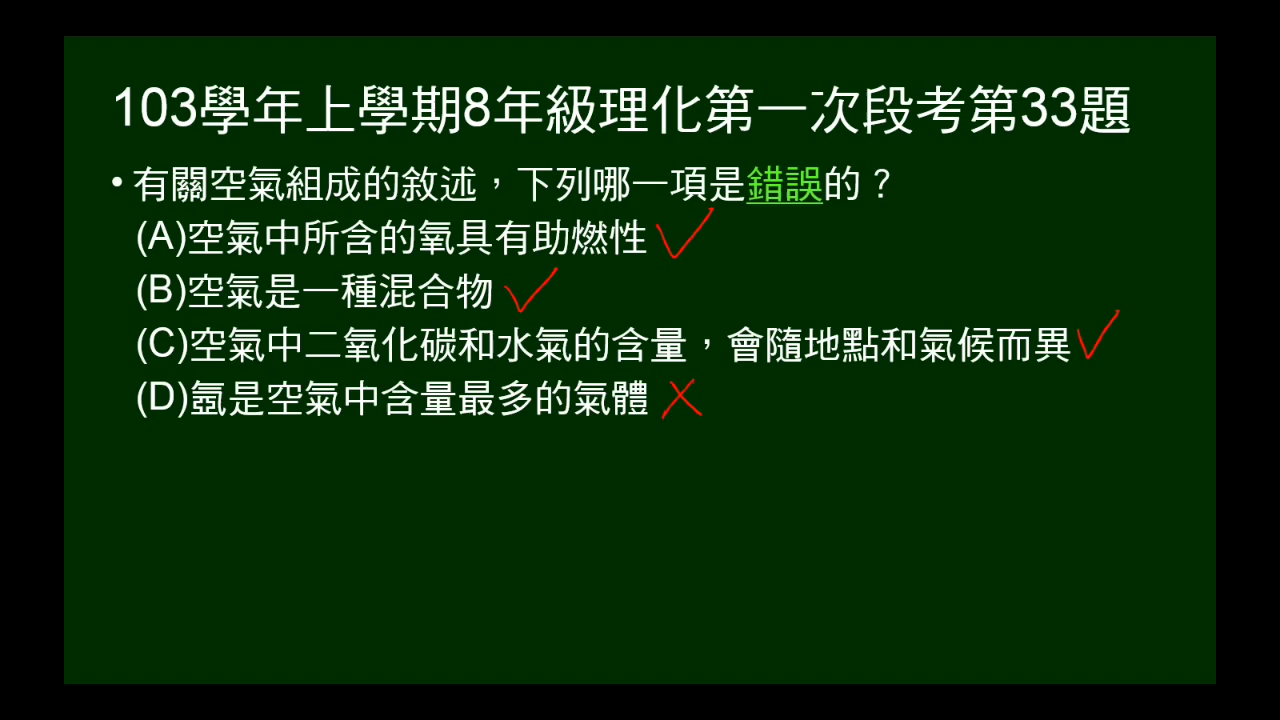 103學年上學期8年級理化第一次段考第33題
• 有關空氣組成的敘述，下列哪一項是錯誤的？
(A)空氣中所含的氧具有助燃性
(B)空氣是一種混合物
(C)空氣中二氧化碳和水氣的含量，會隨地點和氣候而異
(D)氬是空氣中含量最多的氣體